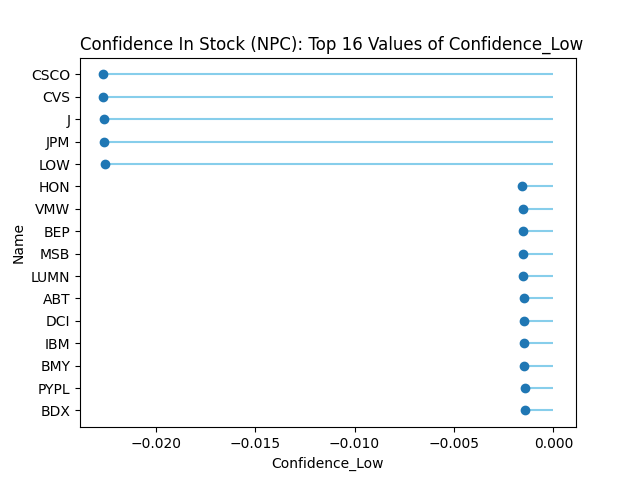 Confidence In Stock (NPC): Top 16 Values of Confidence_Low
CSCO
CVS
J
JPM
LOW
HON
VMW
BEP
MSB
LUMN
ABT
DCI
IBM
BMY
PYPL
BDX
Name
−0.020 −0.015 −0.010 −0.005 0.000
Confidence_Low